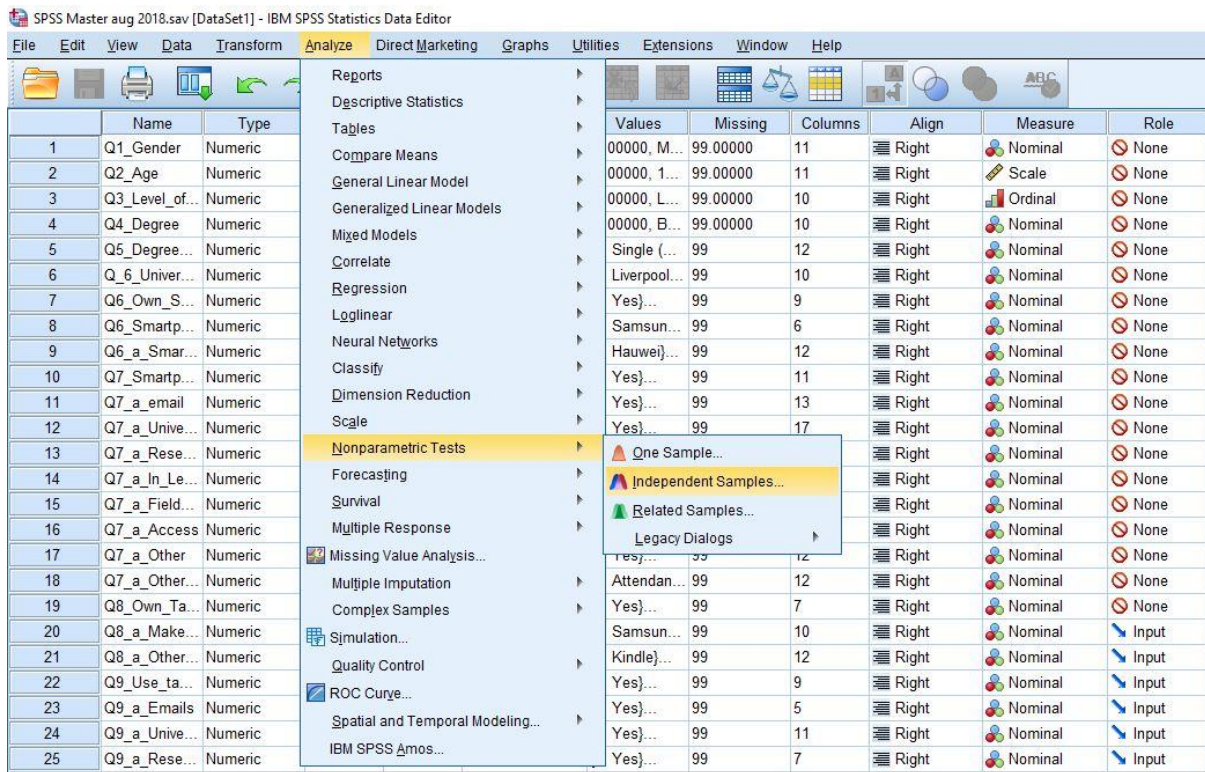 SPSS Master aug 2018.sav [DataSet1] - IBM SPSS Statistics Data Editor
File Edit View Data Transform Analyze Direct Marketing Graphs Utilities Extensions Window Help
Reports
Descriptive Statistics
Tables
Compare Means
General Linear Model
Generalized Linear Models
Mixed Models
Correlate
Regression
Loglinear
Neural Networks
Classify
Dimension Reduction
Scale
Nonparametric Tests
Forecasting
Survival
Multiple Response
Missing Value Analysis...
Multiple Imputation
Complex Samples
Simulation...
Quality Control
ROC Curve...
Spatial and Temporal Modeling...
IBM SPSS Amos...
One Sample...
Independent Samples...
Related Samples...
Legacy Dialogs
Name Type Values Missing Columns Align Measure Role
1 Q1_Gender Numeric 00000, M... 99.00000 11 Right Nominal None
2 Q2_Age Numeric 00000, 1... 99.00000 11 Right Scale None
3 Q3_Level_of... Numeric 00000, L... 99.00000 10 Right Ordinal None
4 Q4_Degree Numeric 00000, B... 99.00000 10 Right Nominal None
5 Q5_Degree... Numeric Single (... 99 12 Right Nominal None
6 Q_6_Univer... Numeric Liverpool... 99 10 Right Nominal None
7 Q6_Own_S... Numeric Yes}... 99 9 Right Nominal None
8 Q6_Smartp... Numeric Samsun... 99 6 Right Nominal None
9 Q6_a_Smar... Numeric Hauwei}... 99 12 Right Nominal None
10 Q7_Smartp... Numeric Yes}... 99 11 Right Nominal None
11 Q7_a_email Numeric Yes}... 99 13 Right Nominal None
12 Q7_a_Unive... Numeric Yes}... 99 17 Right Nominal None
13 Q7_a_Rese... Numeric Right Nominal None
14 Q7_a_In_Le... Numeric Right Nominal None
15 Q7_a_Field... Numeric Right Nominal None
16 Q7_a_Access Numeric Right Nominal None
17 Q7_a_Other Numeric Yes}... 99 12 Right Nominal None
18 Q7_a_Other... Numeric Attendan... 99 12 Right Nominal None
19 Q8_Own_Ta... Numeric Yes}... 99 7 Right Nominal None
20 Q8_a_Make... Numeric Samsun... 99 10 Right Nominal Input
21 Q8_a_Other... Numeric Kindle}... 99 12 Right Nominal Input
22 Q9_Use_ta... Numeric Yes}... 99 9 Right Nominal Input
23 Q9_a_Emails Numeric Yes}... 99 5 Right Nominal Input
24 Q9_a_Unive... Numeric Yes}... 99 11 Right Nominal Input
25 Q9_a_Rese... Numeric Yes}... 99 7 Right Nominal Input